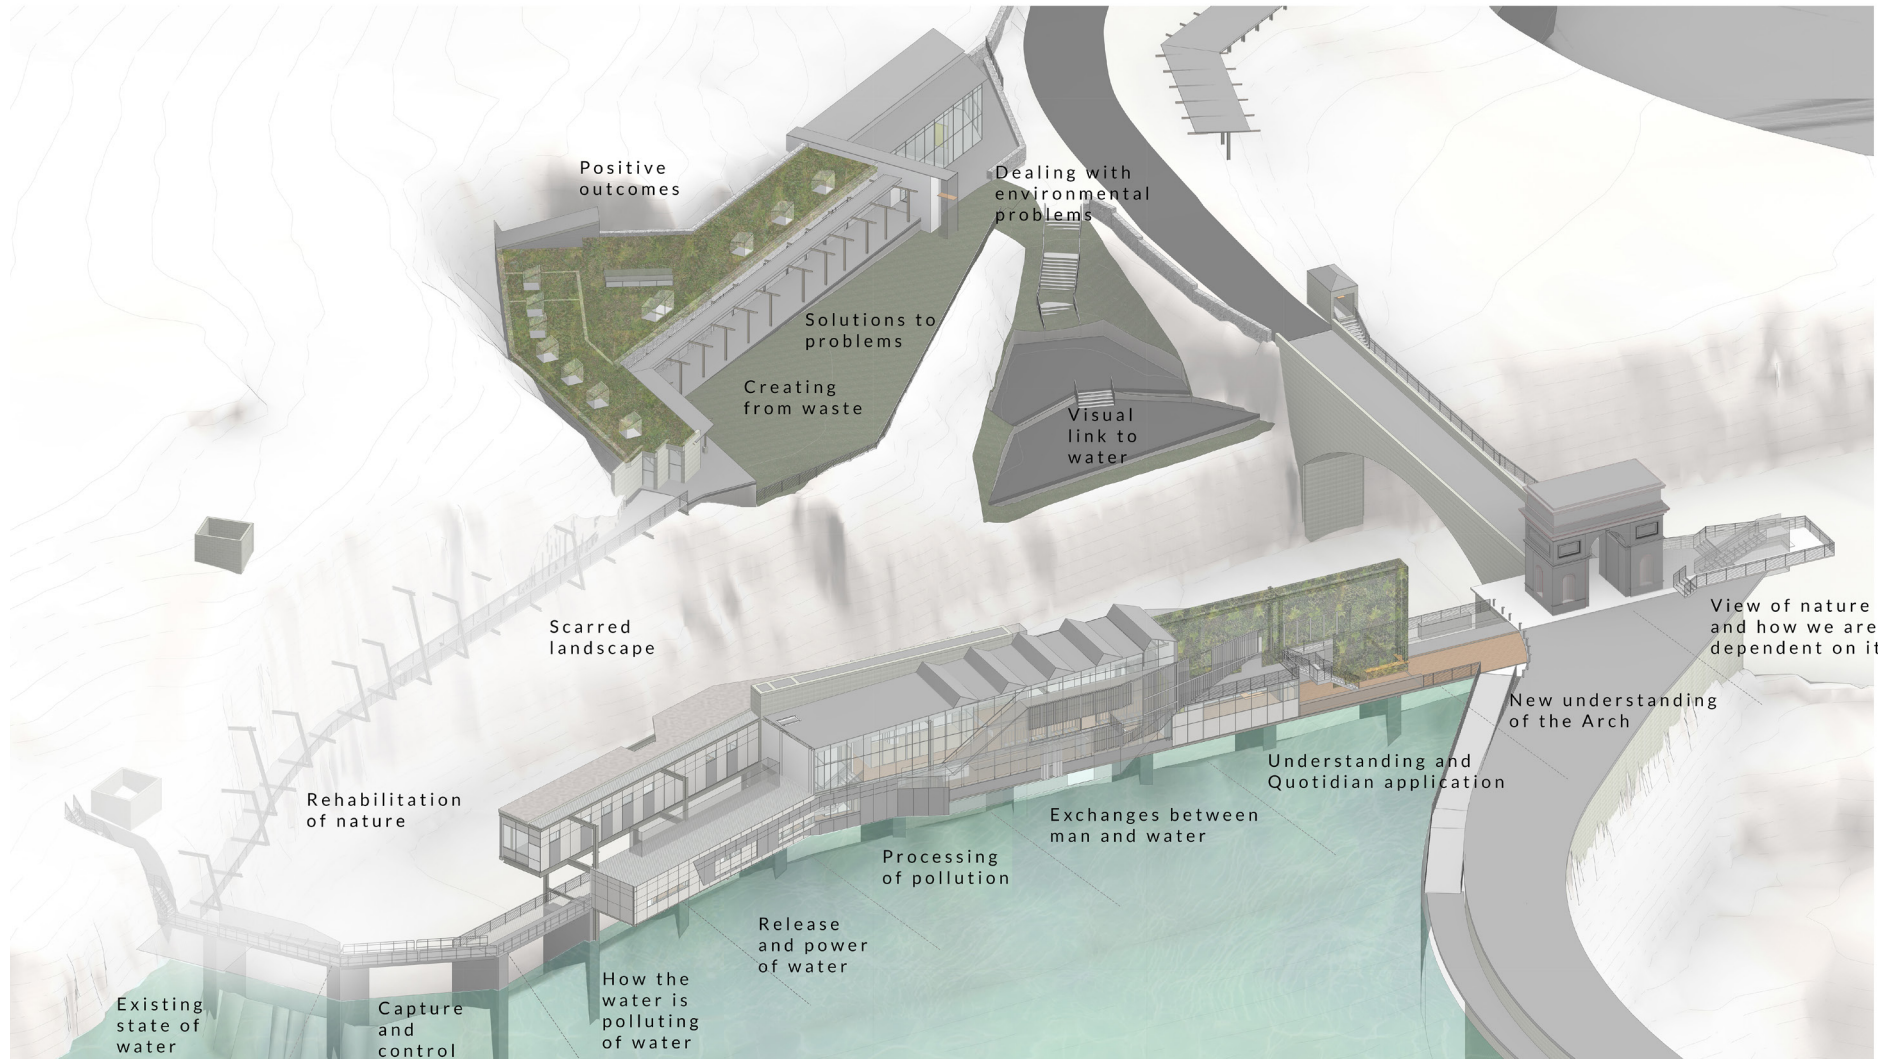 Positive
outcomes
Dealing with
environmental
problems
Solutions to
problems
Creating
from waste
Visual
link to
water
Scarred
landscape
View of nature
and how we are
dependent on it
New understanding
of the Arch
Understanding and
Quotidian application
Rehabilitation
of nature
Exchanges between
man and water
Processing
of pollution
Release
and power
of water
How the
water is
polluting
of water
Existing
state of
water
Capture
and
control